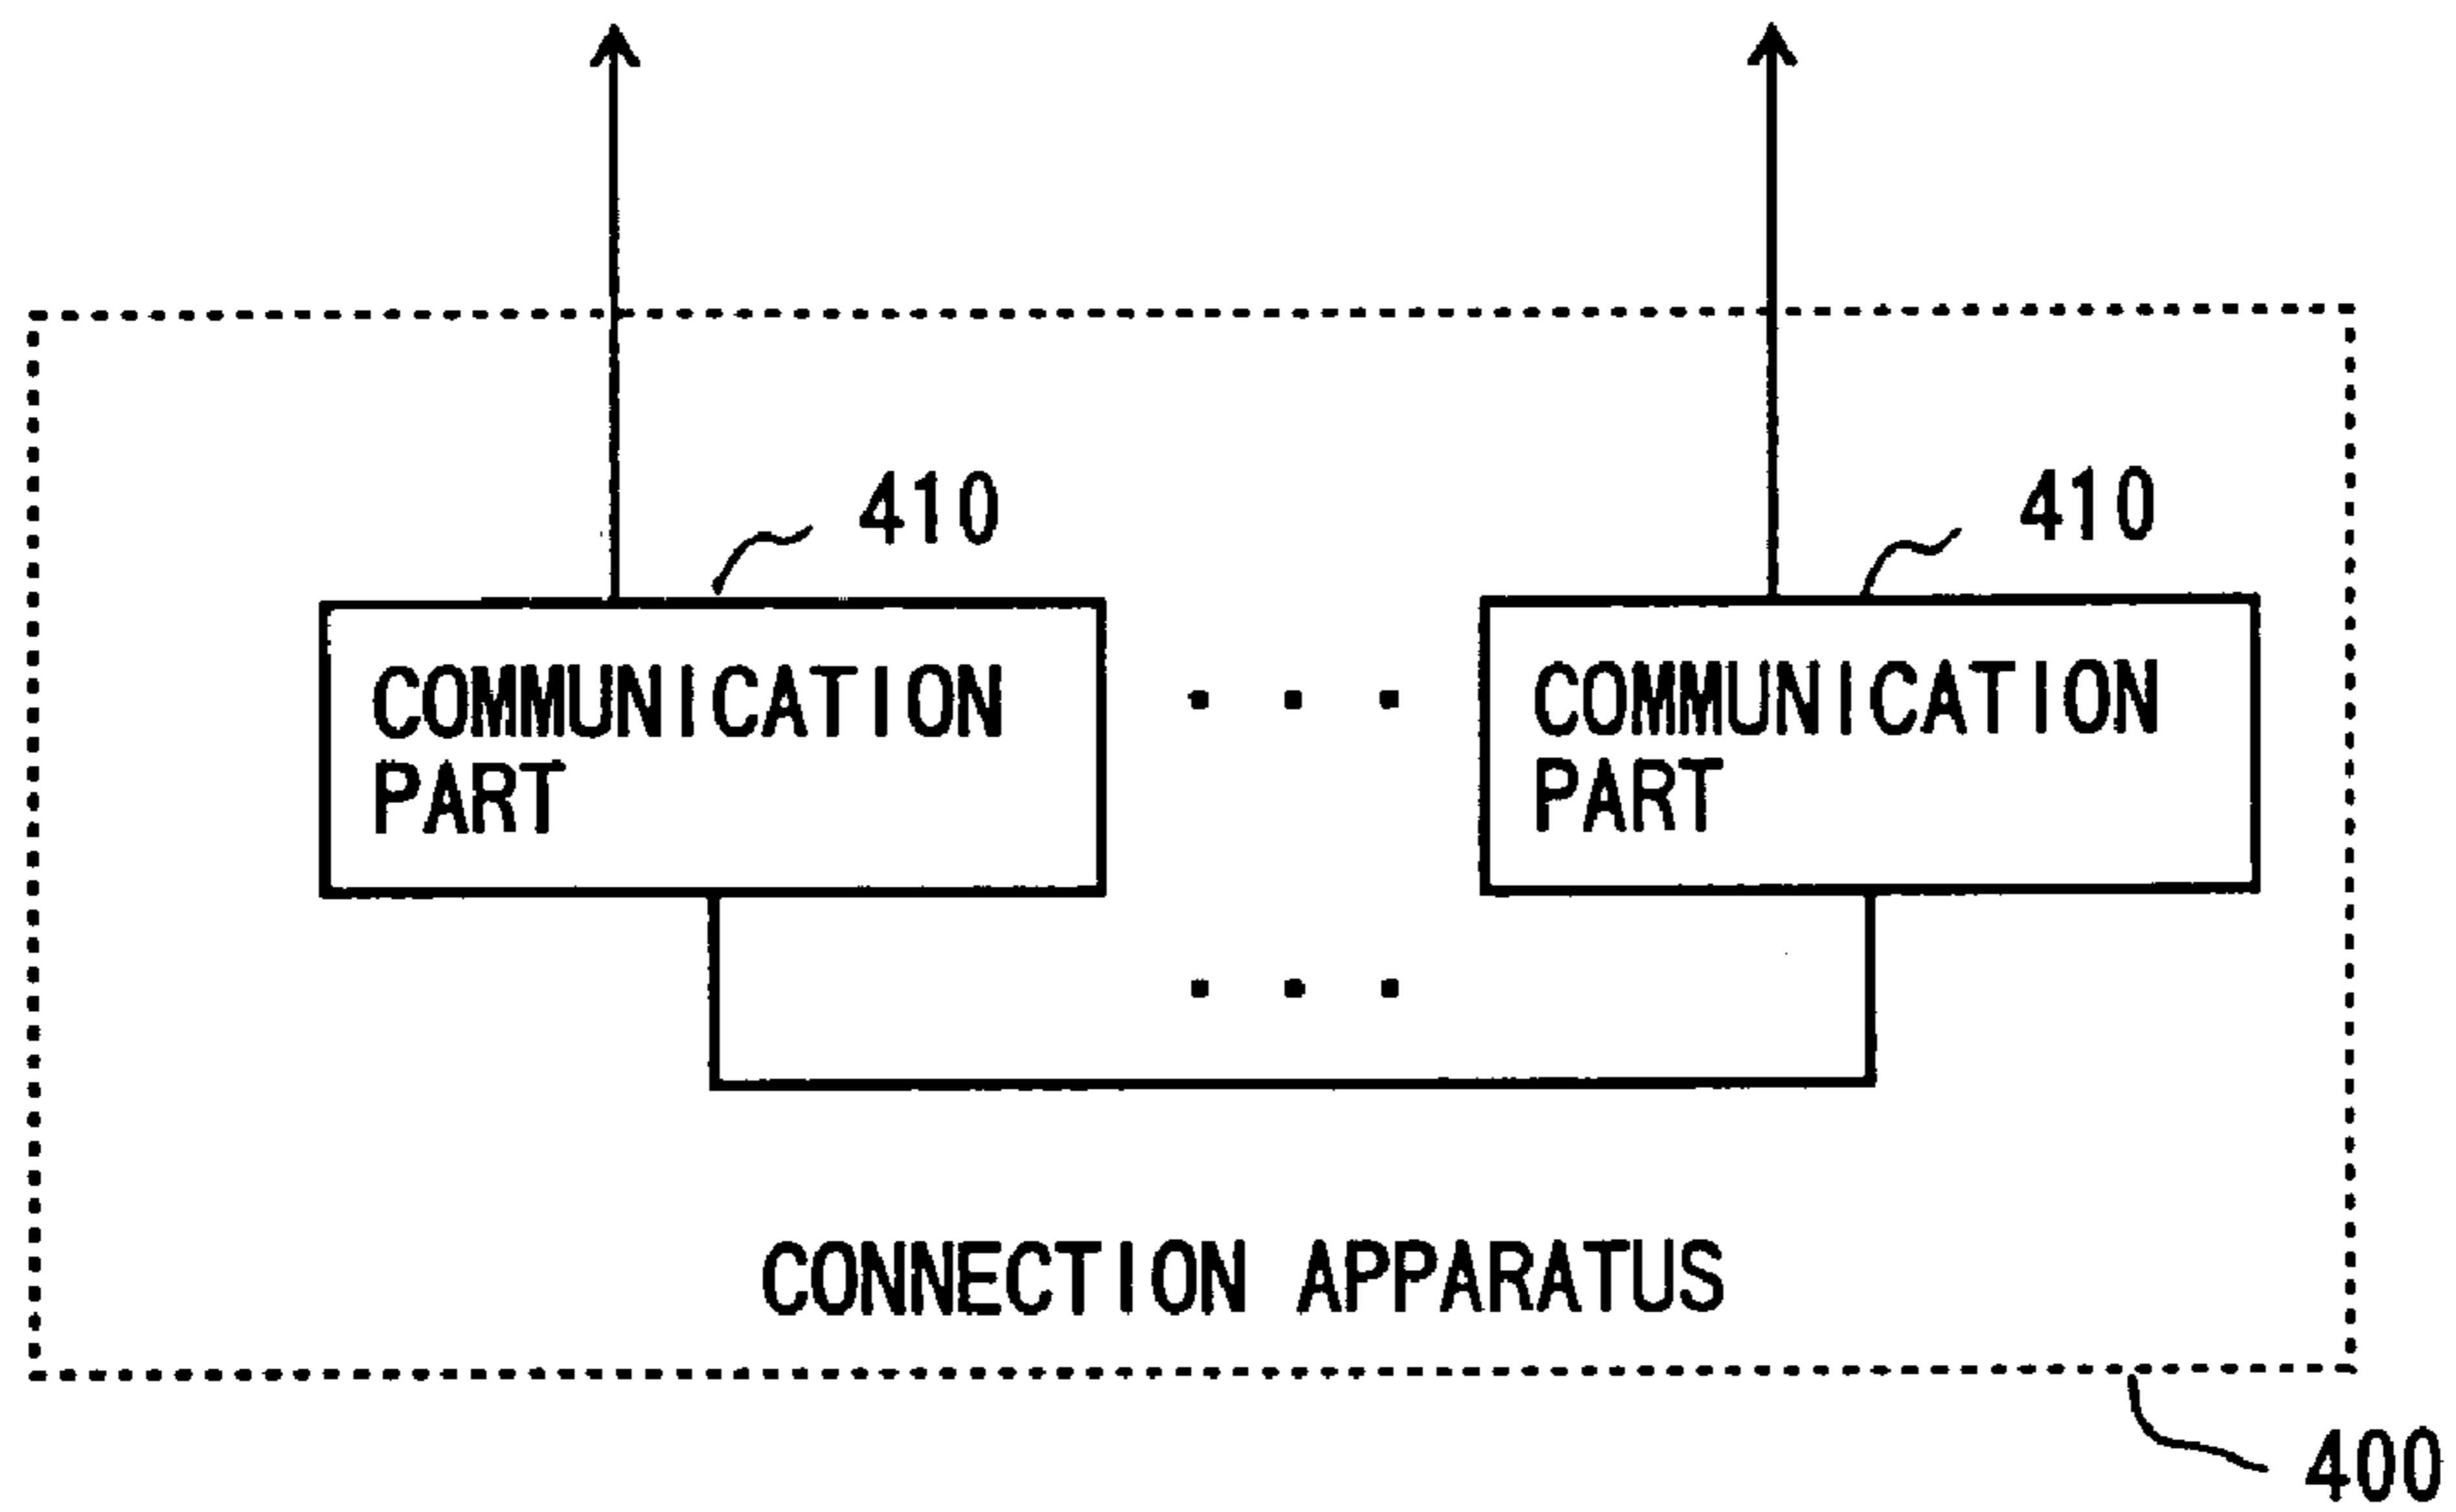 410 410
COMMUNICATION PART
COMMUNICATION PART
CONNECTION APPARATUS
400